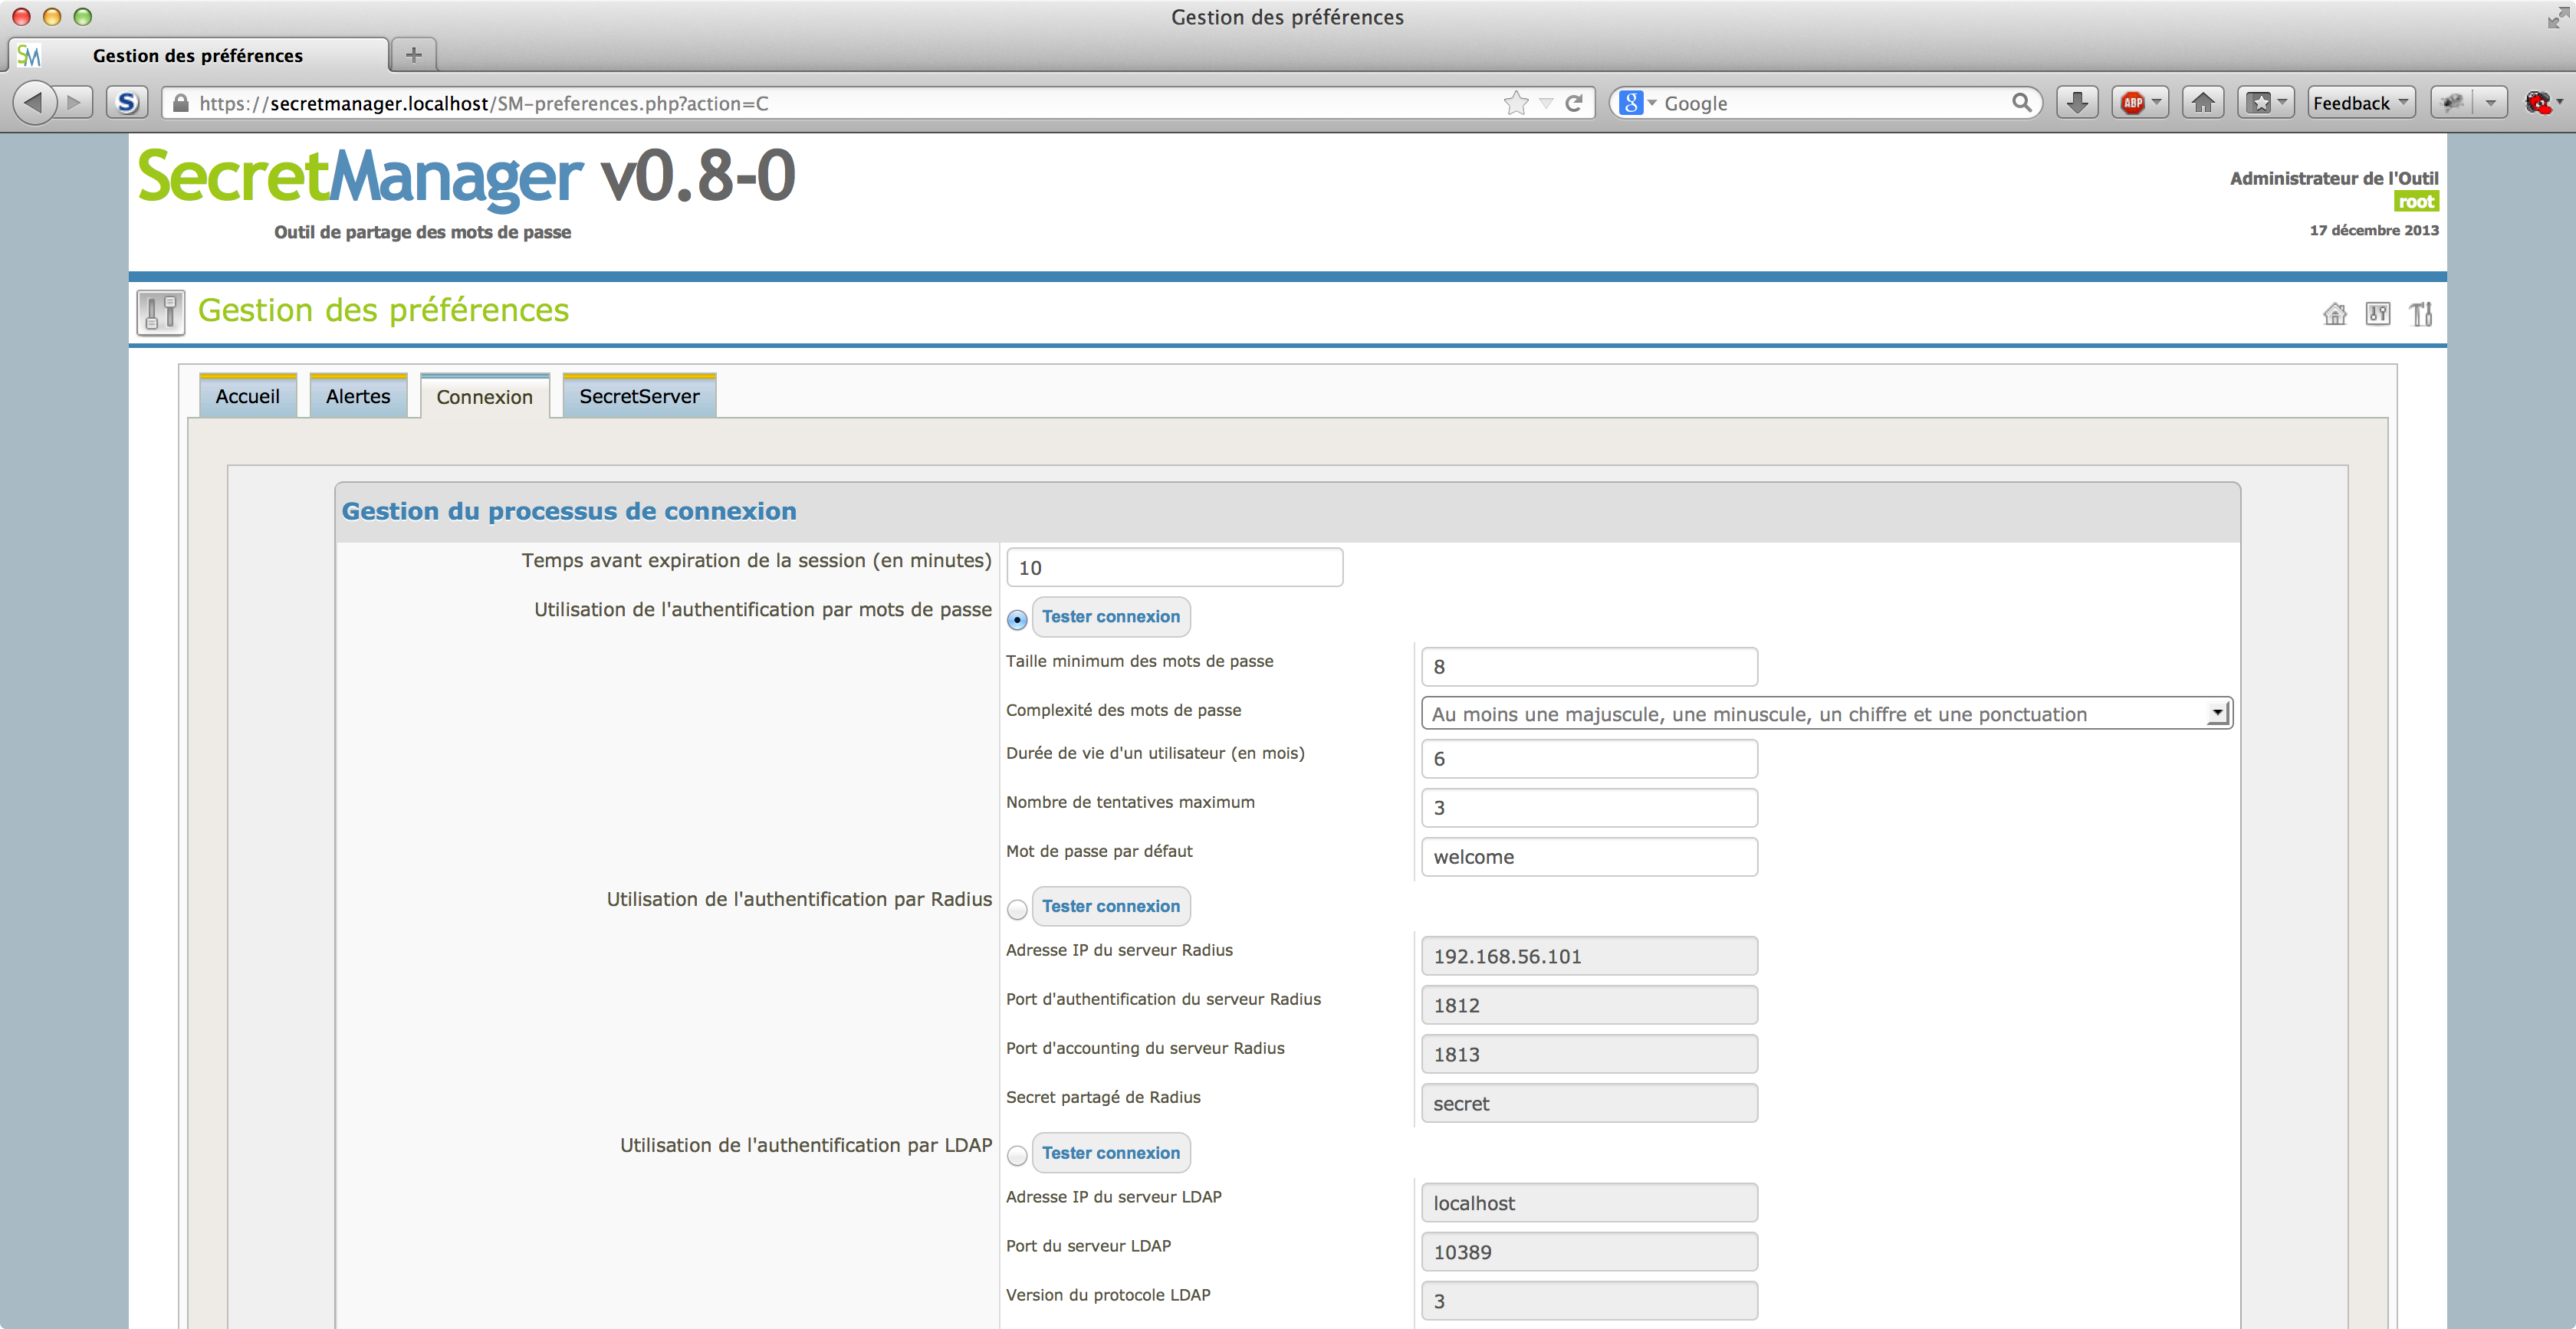 Gestion des préférences
SM Gestion des préférences
S https://secretmanager.localhost/SM-preferences.php?action=C 8 Google ABP Feedback
SecretManager v0.8-0
Outil de partage des mots de passe
Administrateur de l'Outil
root
17 décembre 2013
Gestion des préférences
Accueil Alertes Connexion SecretServer
Gestion du processus de connexion
Temps avant expiration de la session (en minutes) 10
Utilisation de l'authentification par mots de passe Tester connexion
Taille minimum des mots de passe 8
Complexité des mots de passe Au moins une majuscule, une minuscule, un chiffre et une ponctuation
Durée de vie d'un utilisateur (en mois) 6
Nombre de tentatives maximum 3
Mot de passe par défaut welcome
Utilisation de l'authentification par Radius Tester connexion
Adresse IP du serveur Radius 192.168.56.101
Port d'authentification du serveur Radius 1812
Port d'accounting du serveur Radius 1813
Secret partagé de Radius secret
Utilisation de l'authentification par LDAP Tester connexion
Adresse IP du serveur LDAP localhost
Port du serveur LDAP 10389
Version du protocole LDAP 3